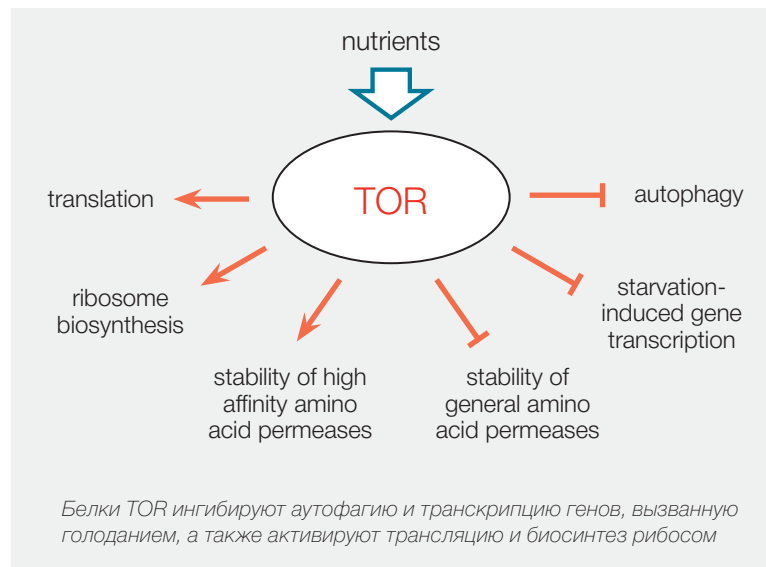 nutrients
TOR
translation
autophagy
ribosome
biosynthesis
starvation-
induced gene
transcription
stability of high
affinity amino
acid permeases
stability of
general amino
acid permeases
Белки TOR ингибируют аутофагию и транскрипцию генов, вызванную
голоданием, а также активируют трансляцию и биосинтез рибосом